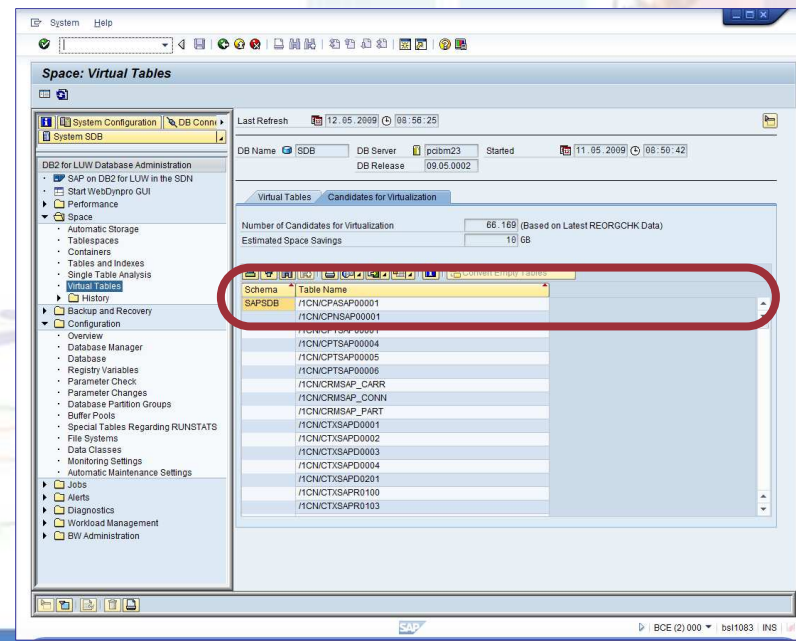 System Help
Space: Virtual Tables
System Configuration DB Conn
System SDB
DB2 for LUW Database Administration
SAP on DB2 for LUW in the SDN
Start WebDynpro GUI
Performance
Space
Automatic Storage
Tablespaces
Containers
Tables and Indexes
Single Table Analysis
Virtual Tables
History
Backup and Recovery
Configuration
Overview
Database Manager
Database
Registry Variables
Parameter Check
Parameter Changes
Database Partition Groups
Buffer Pools
Special Tables Regarding RUNSTATS
File Systems
Data Classes
Monitoring Settings
Automatic Maintenance Settings
Jobs
Alerts
Diagnostics
Workload Management
BW Administration
Last Refresh 12.05.2009 08:56:25
DB Name SDB DB Server pcibm23 Started 11.05.2009 08:50:42
DB Release 09.05.0002
Virtual Tables Candidates for Virtualization
Number of Candidates for Virtualization 66.169 (Based on Latest REORGCHK Data)
Estimated Space Savings 10 GB
Convert Empty Tables
Schema Table Name
SAPSDB /1CN/CPASAP00001
/1CN/CPNSAP00001
/1CN/CPTSAP00001
/1CN/CPTSAP00004
/1CN/CPTSAP00005
/1CN/CPTSAP00006
/1CN/CRMSAP_CARR
/1CN/CRMSAP_CONN
/1CN/CRMSAP_PART
/1CN/CTXSAPD0001
/1CN/CTXSAPD0002
/1CN/CTXSAPD0003
/1CN/CTXSAPD0004
/1CN/CTXSAPD0201
/1CN/CTXSAPR0100
/1CN/CTXSAPR0103
SAP BCE (2) 000 bsl1083 INS